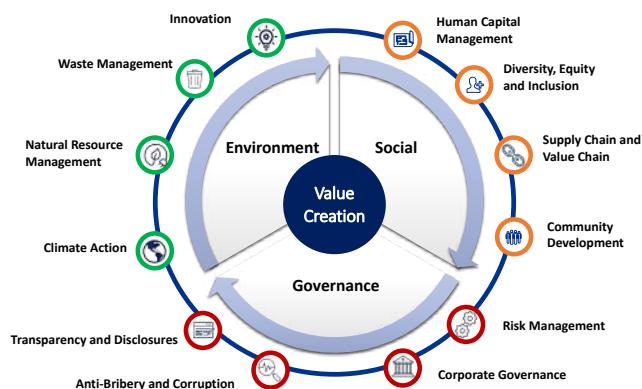 Innovation
Human Capital
Management
Waste Management
Diversity, Equity
and Inclusion
Natural Resource
Management
Environment
Social
Supply Chain and
Value Chain
Value
Creation
Climate Action
Community
Development
Governance
Transparency and Disclosures
Risk Management
Anti-Bribery and Corruption
Corporate Governance